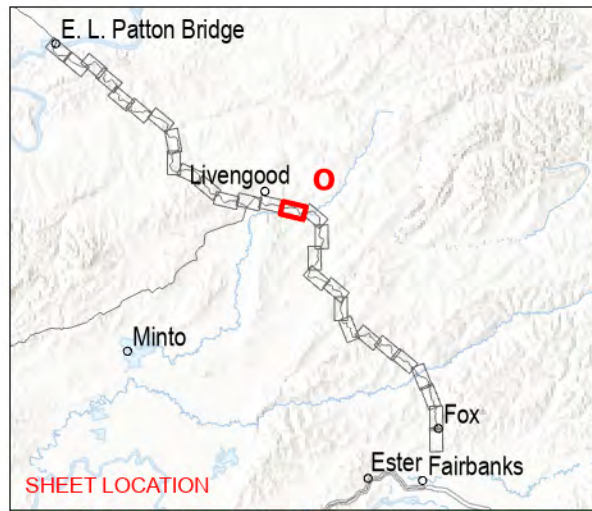 E. L. Patton Bridge
Livengood
O
Minto
Fox
Ester
Fairbanks
SHEET LOCATION